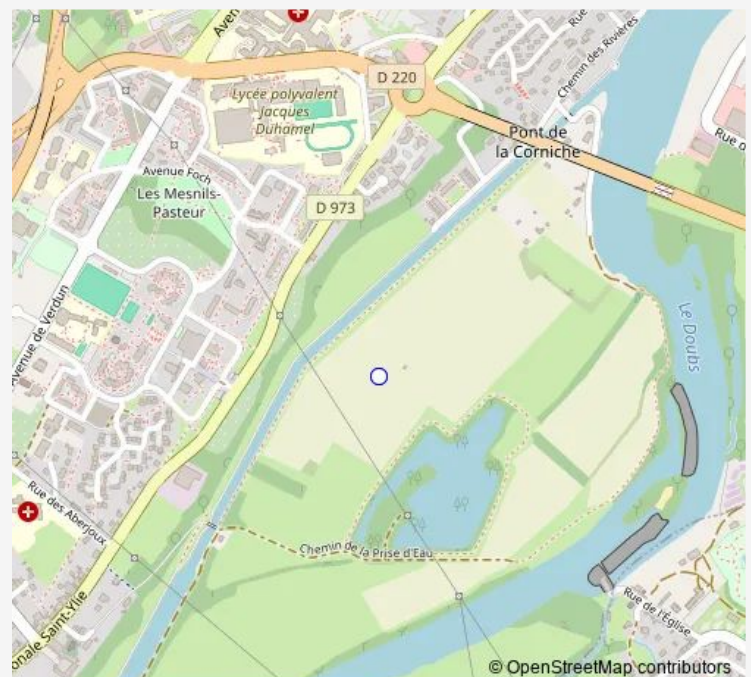 Aven
Rue
Chemin des Rivières
D 220
Lycée polyvalent
Jacques
Duhamel
Pont de
la Corniche
Rue d
Avenue Foch
Les Mesnils-
Pasteur
D 973
Avenue de Verdun
Le Doubs
Rue des Aberjoux
Chemin de la Prise d'Eau
Rue de l'Église
onale Saint-Ylie
© OpenStreetMap contributors